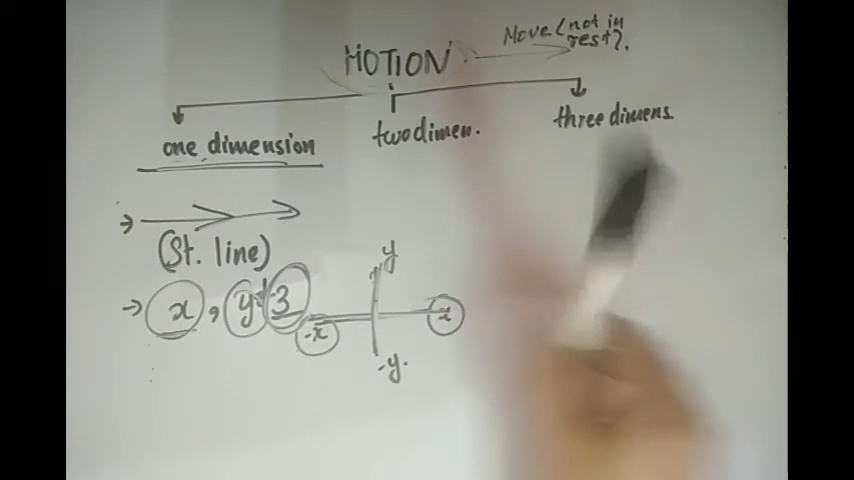 Move (not in
rest).
MOTION
one dimension
two dimen.
three dimens.
(St. line)
x, y, 3
y
-x
-y.